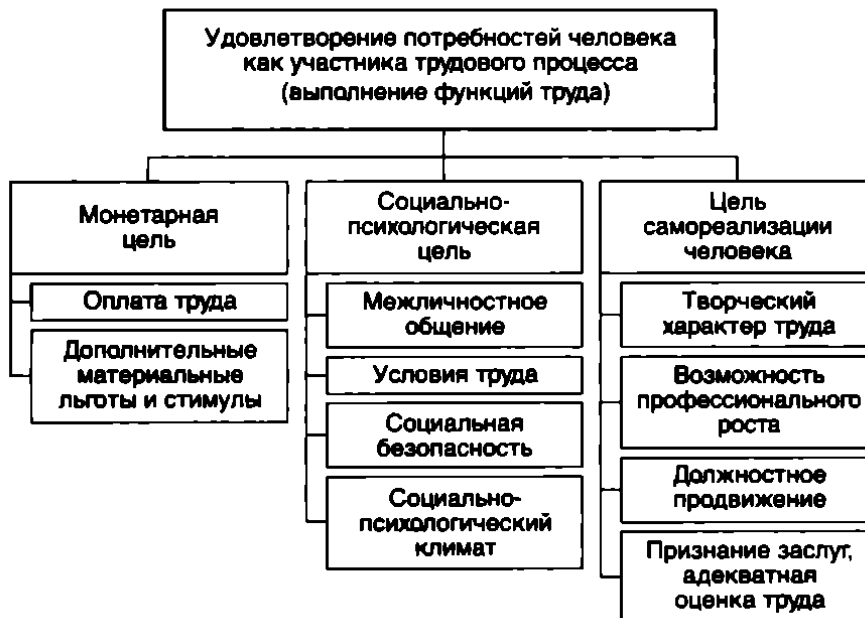 Удовлетворение потребностей человека
как участника трудового процесса
(выполнение функций труда)
Монетарная
цель
Оплата труда
Дополнительные
материальные
льготы и стимулы
Социально-
психологическая
цель
Межличностное
общение
Условия труда
Социальная
безопасность
Социально-
психологический
климат
Цель
самореализации
человека
Творческий
характер труда
Возможность
профессионального
роста
Должностное
продвижение
Признание заслуг,
адекватная
оценка труда